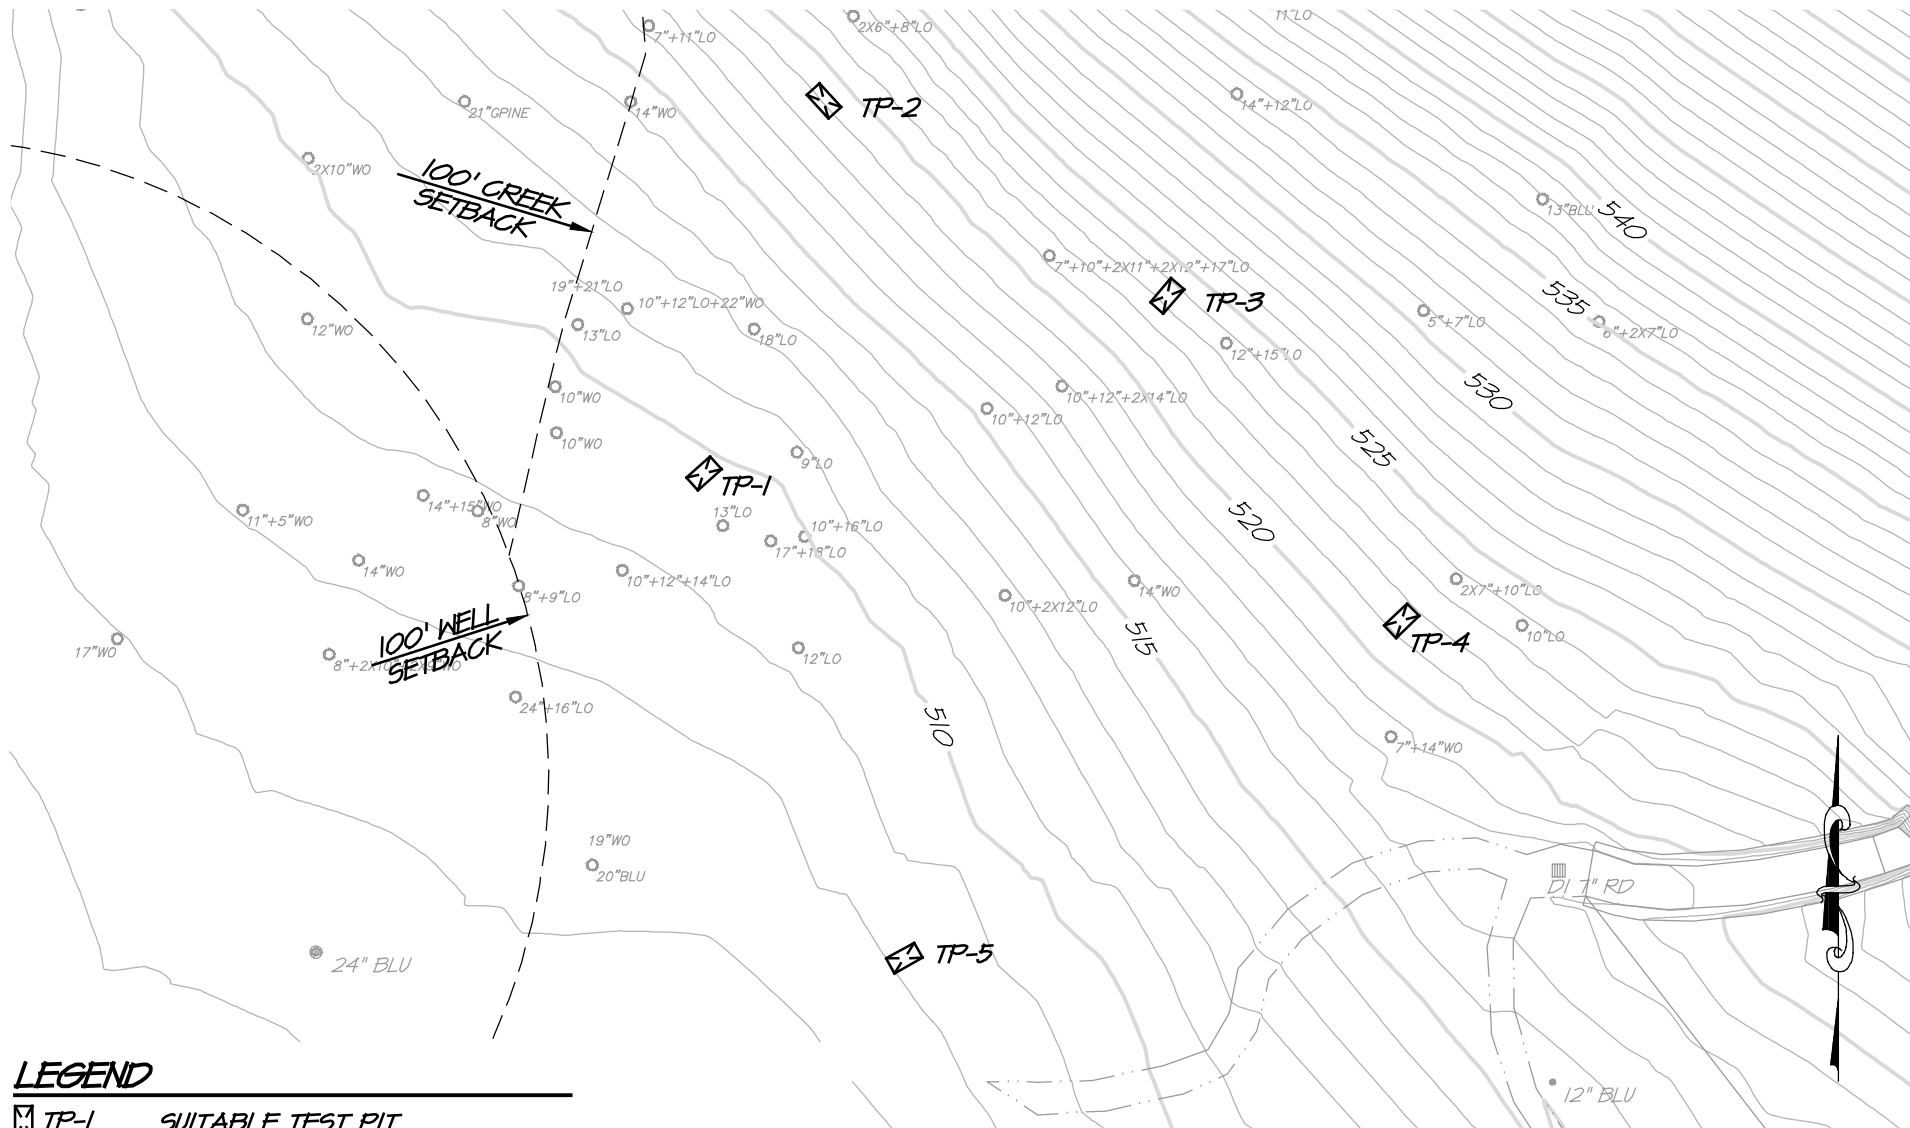 11"LO
7"+11"LO
2X6"+8"LO
21"GPINE
14"WO
TP-2
14"+12"LO
2X10"WO
100' CREEK
SETBACK
13"BLU
540
7"+10"+2X11"+2X12"+17"LO
19"+21"LO
10"+12"LO+22"WO
TP-3
535
12"WO
13"LO
18"LO
5"+7"LO
6"+2X7"LO
12"+15"LO
10"WO
10"+12"+2X14"LO
530
10"+12"LO
10"WO
525
9"LO
TP-1
14"+15"WO
8"WO
11"+5"WO
13"LO
10"+16"LO
17"+18"LO
520
14"WO
10"+12"+14"LO
8"+9"LO
10"+2X12"LO
14"WO
2X7"+10"LO
100' WELL
SETBACK
515
TP-4
10"LO
17"WO
12"LO
24"+16"LO
510
7"+14"WO
19"WO
20"BLU
DI 7" RD
24" BLU
TP-5
12" BLU
LEGEND
TP-1 SUITABLE TEST PIT